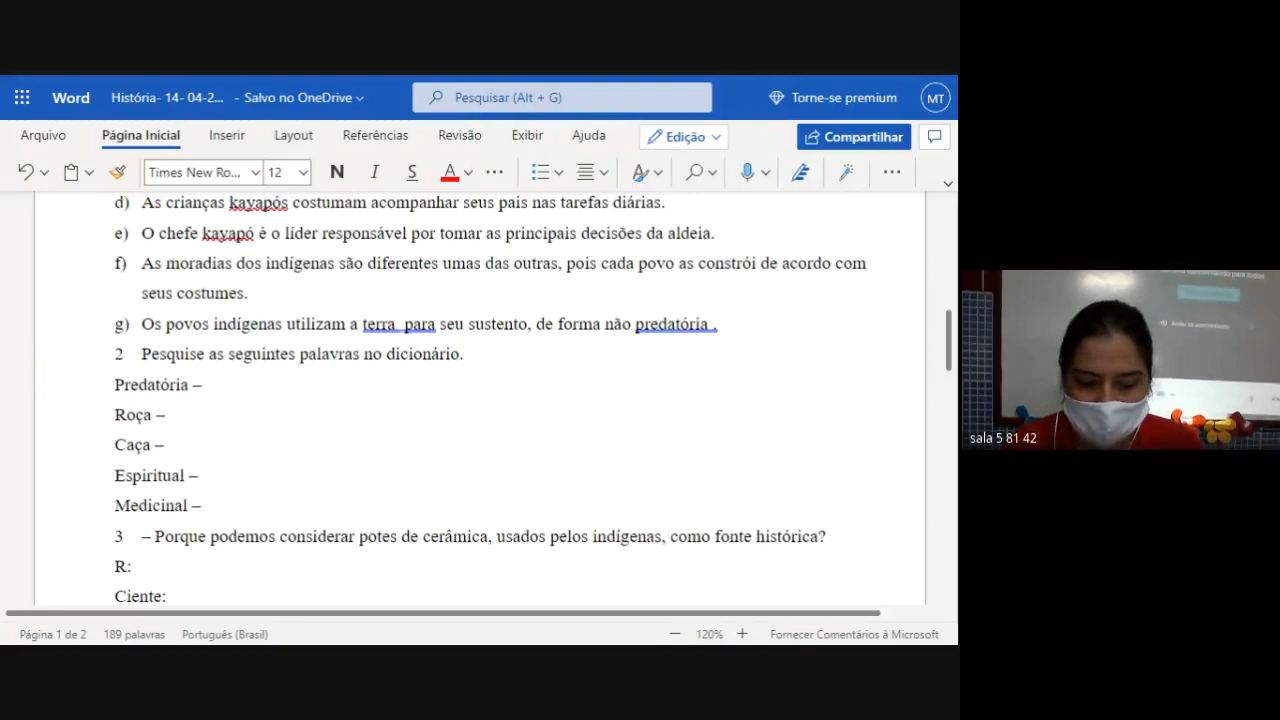 Word História- 14- 04-2... - Salvo no OneDrive Pesquisar (Alt + G) Torne-se premium MT
Arquivo Página Inicial Inserir Layout Referências Revisão Exibir Ajuda Edição Compartilhar
Times New Ro... 12 N I S A
d) As crianças kayapós costumam acompanhar seus pais nas tarefas diárias.
e) O chefe kayapó é o líder responsável por tomar as principais decisões da aldeia.
f) As moradias dos indígenas são diferentes umas das outras, pois cada povo as constrói de acordo com
seus costumes.
g) Os povos indígenas utilizam a terra para seu sustento, de forma não predatória .
2 Pesquise as seguintes palavras no dicionário.
Predatória –
Roça –
Caça –
Espiritual –
Medicinal –
3 – Porque podemos considerar potes de cerâmica, usados pelos indígenas, como fonte histórica?
R:
Ciente:
Página 1 de 2 189 palavras Português (Brasil) 120% Fornecer Comentários à Microsoft
sala 5 81 42